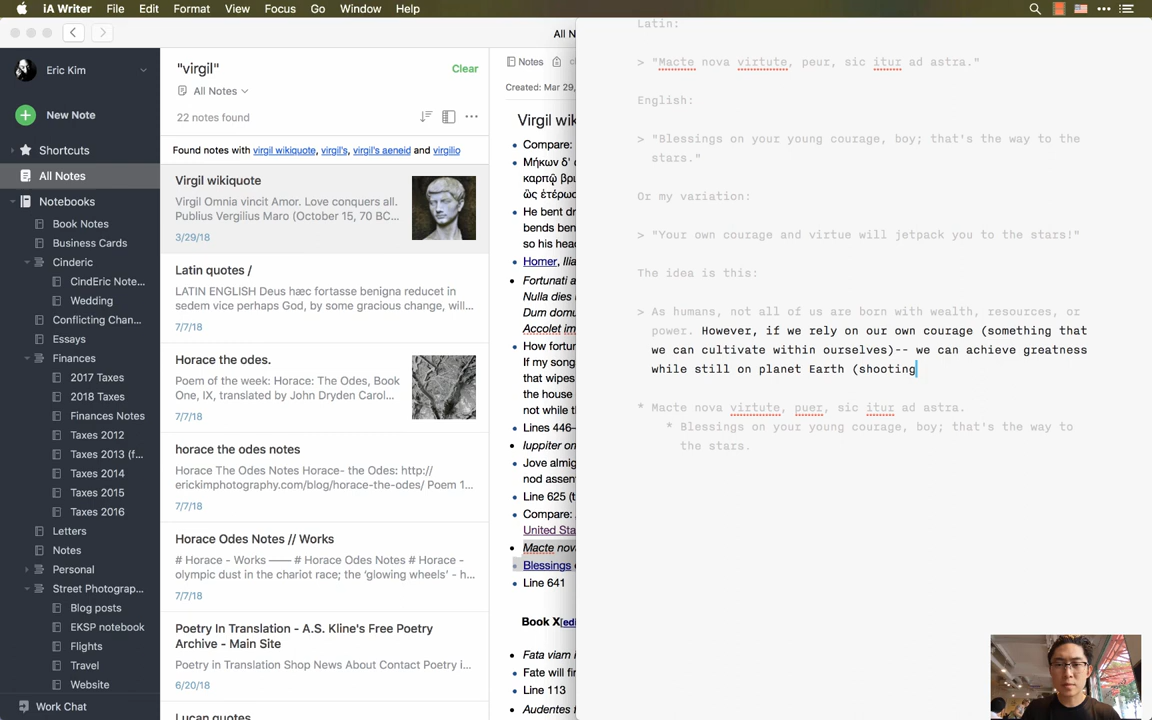 iA Writer File Edit Format View Focus Go Window Help
All N
Eric Kim
New Note
Shortcuts
All Notes
Notebooks
Book Notes
Business Cards
Cinderic
CindEric Note...
Wedding
Conflicting Chan...
Essays
Finances
2017 Taxes
2018 Taxes
Finances Notes
Taxes 2012
Taxes 2013 (f...
Taxes 2014
Taxes 2015
Taxes 2016
Letters
Notes
Personal
Street Photograp...
Blog posts
EKSP notebook
Flights
Travel
Website
Work Chat
"virgil"
Clear
All Notes
22 notes found
Found notes with virgil wikiquote, virgil's, virgil's aeneid and virgilio
Virgil wikiquote
Virgil Omnia vincit Amor. Love conquers all.
Publius Vergilius Maro (October 15, 70 BC...
3/29/18
Latin quotes /
LATIN ENGLISH Deus hæc fortasse benigna reducet in
sedem vice perhaps God, by some gracious change, will...
7/7/18
Horace the odes.
Poem of the week: Horace: The Odes, Book
One, IX, translated by John Dryden Carol...
7/7/18
horace the odes notes
Horace The Odes Notes Horace- the Odes: http://
erickimphotography.com/blog/horace-the-odes/ Poem 1...
7/7/18
Horace Odes Notes // Works
# Horace - Works —— # Horace Odes Notes # Horace -
olympic dust in the chariot race; the 'glowing wheels' - h...
7/7/18
Poetry In Translation - A.S. Kline's Free Poetry
Archive - Main Site
Poetry in Translation Shop News About Contact Poetry i...
6/20/18
Lucan quotes
Notes
Created: Mar 29,
Virgil wik
Compare:
Μήκων δ'
καρπῷ βρι
ὣς ἑτέρωσ
He bent dr
bends ben
so his head
Homer, Ilia
Fortunati a
Nulla dies
Dum domu
Accolet im
How fortun
If my song
that wipes
the house
not while th
Lines 446–
Iuppiter om
Jove almig
nod assen
Line 625 (t
Compare:
United Sta
Macte nov
Blessings
Line 641
Book X[edi
Fata viam i
Fate will fin
Line 113
Audentes f
Latin:
> "Macte nova virtute, peur, sic itur ad astra."
English:
> "Blessings on your young courage, boy; that's the way to the
stars."
Or my variation:
> "Your own courage and virtue will jetpack you to the stars!"
The idea is this:
> As humans, not all of us are born with wealth, resources, or
power. However, if we rely on our own courage (something that
we can cultivate within ourselves)-- we can achieve greatness
while still on planet Earth (shooting
* Macte nova virtute, puer, sic itur ad astra.
* Blessings on your young courage, boy; that's the way to
the stars.